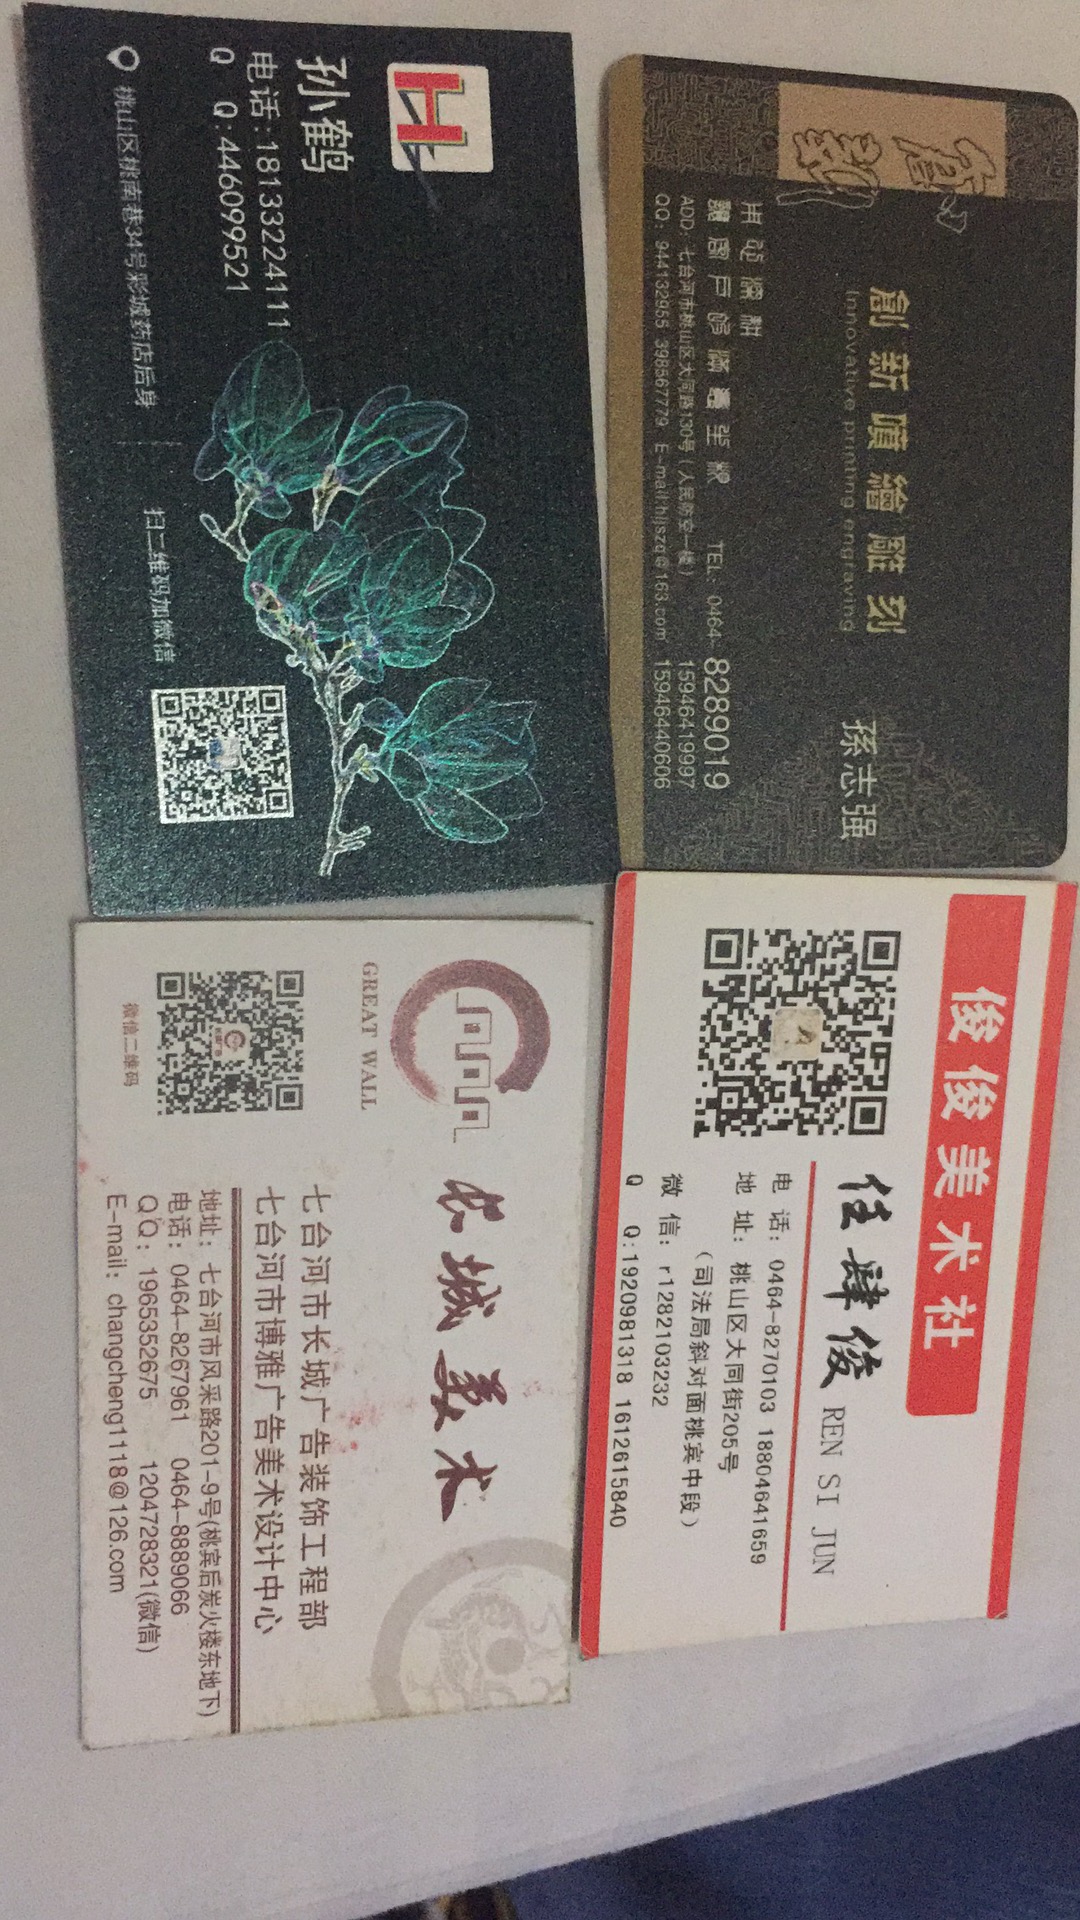 孙鹤
电话:18133224111
Q Q:446099521
桃山区桃南巷34号彩城药店后身
扫二维码加微信
創新噴繪雕刻
Innovative printing engraving
孫志强
TEL: 0464-8289019
ADD: 七台河市桃山区大同路130号(人民防空一楼) 15946419997
QQ: 944132955 398567779 E-mail:hljszq@163.com 15946440606
GREAT WALL
微信二维码
长城美术
七台河市长城广告装饰工程部
七台河市博雅广告美术设计中心
地址: 七台河市风采路201-9号(桃宾后炭火楼东地下)
电话: 0464-8267961 0464-8889066
QQ: 1965352675 1204728321(微信)
E-mail: changcheng1118@126.com
俊俊美术社
任肆俊 REN SI JUN
电 话: 0464-8270103 18804641659
地 址: 桃山区大同街205号
(司法局斜对面桃宾中段)
微 信: r1282103232
Q Q:1920981318 1612615840